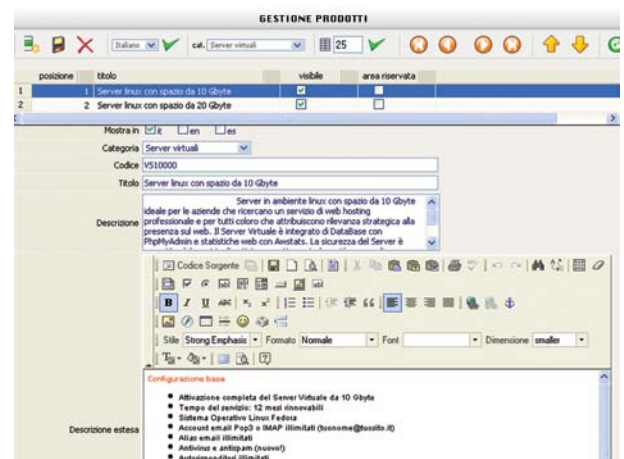 GESTIONE PRODOTTI
Italiano cat. Server virtuali 25
posizione titolo visibile area riservata
1 1 Server linux con spazio da 10 Gbyte
2 2 Server linux con spazio da 20 Gbyte
Mostra in it en es
Categoria Server virtuali
Codice VS10000
Titolo Server linux con spazio da 10 Gbyte
Descrizione
Server in ambiente linux con spazio da 10 Gbyte
ideale per le aziende che ricercano un servizio di web hosting
professionale e per tutti coloro che attribuiscono rilevanza strategica alla
presenza sul web. Il Server Virtuale è integrato di DataBase con
PhpMyAdmin e statistiche web con Awstats. La sicurezza del Server è
Codice Sorgente
B I U ABC x₂ x²
Stile Strong Emphasis Formato Normale Font Dimensione smaller
Descrizione estesa
Configurazione base
Attivazione completa del Server Virtuale da 10 Gbyte
Tempo del servizio: 12 mesi rinnovabili
Sistema Operativo Linux Fedora
Account email Pop3 o IMAP illimitati (tuonome@tuosito.it)
Alias email illimitati
Antivirus e antispam (nuovo!)
Autorisponditori illimitati